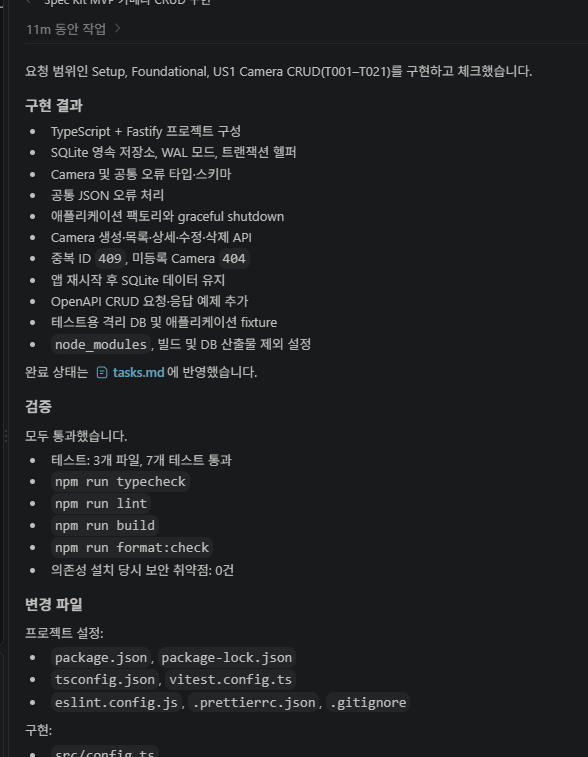 Spec Kit MVP 카메라 CRUD 구현
11m 동안 작업
요청 범위인 Setup, Foundational, US1 Camera CRUD(T001–T021)를 구현하고 체크했습니다.
구현 결과
• TypeScript + Fastify 프로젝트 구성
• SQLite 영속 저장소, WAL 모드, 트랜잭션 헬퍼
• Camera 및 공통 오류 타입·스키마
• 공통 JSON 오류 처리
• 애플리케이션 팩토리와 graceful shutdown
• Camera 생성·목록·상세·수정·삭제 API
• 중복 ID 409, 미등록 Camera 404
• 앱 재시작 후 SQLite 데이터 유지
• OpenAPI CRUD 요청·응답 예제 추가
• 테스트용 격리 DB 및 애플리케이션 fixture
• node_modules, 빌드 및 DB 산출물 제외 설정
완료 상태는 tasks.md에 반영했습니다.
검증
모두 통과했습니다.
• 테스트: 3개 파일, 7개 테스트 통과
• npm run typecheck
• npm run lint
• npm run build
• npm run format:check
• 의존성 설치 당시 보안 취약점: 0건
변경 파일
프로젝트 설정:
• package.json, package-lock.json
• tsconfig.json, vitest.config.ts
• eslint.config.js, .prettierrc.json, .gitignore
구현:
• src/config.ts